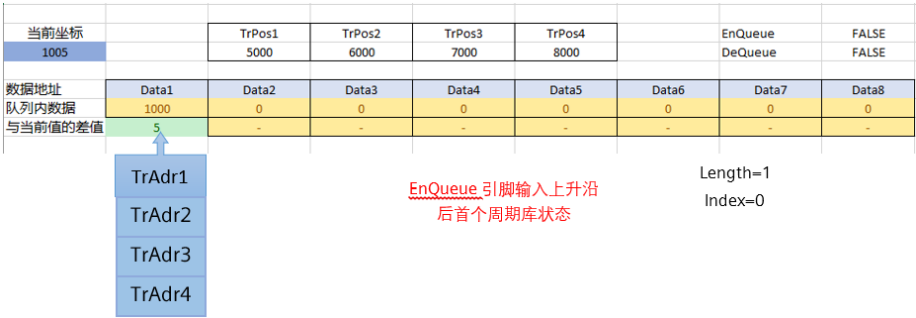 当前坐标 TrPos1 TrPos2 TrPos3 TrPos4 EnQueue FALSE
1005 5000 6000 7000 8000 DeQueue FALSE
数据地址 Data1 Data2 Data3 Data4 Data5 Data6 Data7 Data8
队列内数据 1000 0 0 0 0 0 0 0
与当前值的差值 5 - - - - - - -
TrAdr1
TrAdr2
TrAdr3
TrAdr4
EnQueue 引脚输入上升沿
后首个周期库状态
Length=1
Index=0